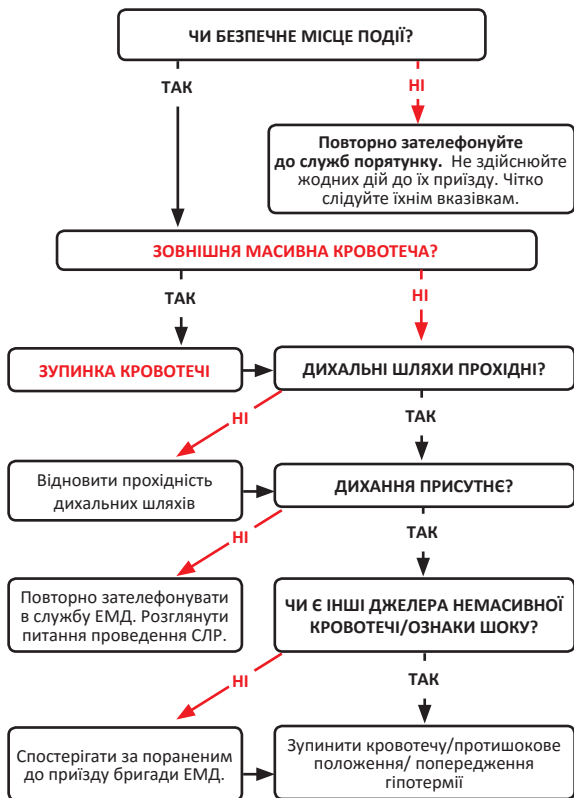 ЧИ БЕЗПЕЧНЕ МІСЦЕ ПОДІЇ?
ТАК
НІ
Повторно зателефонуйте
до служб порятунку. Не здійснюйте
жодних дій до їх приїзду. Чітко
слідуйте їхнім вказівкам.
ЗОВНІШНЯ МАСИВНА КРОВОТЕЧА?
ТАК
НІ
ЗУПИНКА КРОВОТЕЧІ
ДИХАЛЬНІ ШЛЯХИ ПРОХІДНІ?
НІ
ТАК
Відновити прохідність
дихальних шляхів
ДИХАННЯ ПРИСУТНЄ?
НІ
ТАК
Повторно зателефонувати
в службу ЕМД. Розглянути
питання проведення СЛР.
ЧИ Є ІНШІ ДЖЕЛЕРА НЕМАСИВНОЇ
КРОВОТЕЧІ/ОЗНАКИ ШОКУ?
НІ
ТАК
Спостерігати за пораненим
до приїзду бригади ЕМД.
Зупинити кровотечу/протишокове
положення/ попередження
гіпотермії